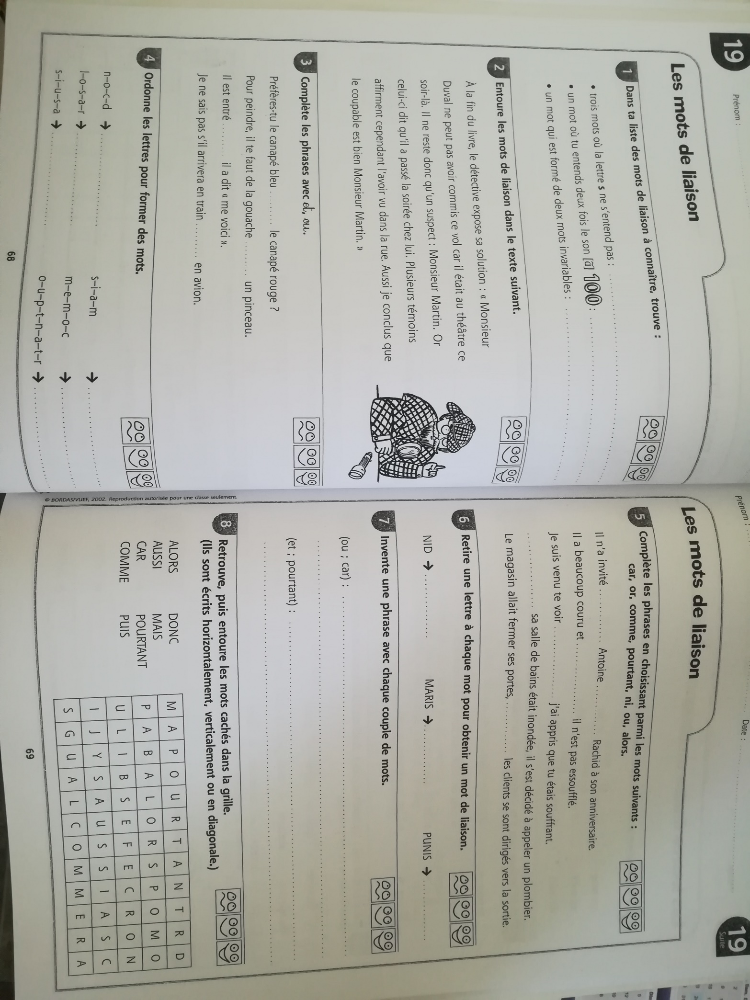 19
Prénom :
Les mots de liaison
1 Dans ta liste des mots de liaison à connaître, trouve :
• trois mots où la lettre s ne s'entend pas :
• un mot où tu entends deux fois le son [ã] 100 :
• un mot qui est formé de deux mots invariables :
2 Entoure les mots de liaison dans le texte suivant.
À la fin du livre, le détective expose sa solution : « Monsieur
Duval ne peut pas avoir commis ce vol car il était au théâtre ce
soir-là. Il ne reste donc qu'un suspect : Monsieur Martin. Or
celui-ci dit qu'il a passé la soirée chez lui. Plusieurs témoins
affirment cependant l'avoir vu dans la rue. Aussi je conclus que
le coupable est bien Monsieur Martin. »
3 Complète les phrases avec et, ou.
Préfères-tu le canapé bleu ......... le canapé rouge ?
Pour peindre, il te faut de la gouache ......... un pinceau.
Il est entré ......... il a dit « me voici ».
Je ne sais pas s'il arrivera en train ......... en avion.
4 Ordonne les lettres pour former des mots.
n–o–c–d ➔ s–i–a–m ➔
l–o–s–a–r ➔ m–e–m–o–c ➔
s–i–u–s–a ➔ o–u–p–t–n–a–t–r ➔
68
© BORDAS/VUEF, 2002. Reproduction autorisée pour une classe seulement.
Prénom : Date :
19
Suite
Les mots de liaison
5 Complète les phrases en choisissant parmi les mots suivants :
car, or, comme, pourtant, ni, ou, alors.
Il n'a invité ............ Antoine ............ Rachid à son anniversaire.
Il a beaucoup couru et ............... il n'est pas essoufflé.
Je suis venu te voir ............... j'ai appris que tu étais souffrant.
............... sa salle de bains était inondée, il s'est décidé à appeler un plombier.
Le magasin allait fermer ses portes, ............ les clients se sont dirigés vers la sortie.
6 Retire une lettre à chaque mot pour obtenir un mot de liaison.
NID ➔ MARIS ➔ PUNIS ➔
7 Invente une phrase avec chaque couple de mots.
(ou ; car) :
(et ; pourtant) :
8 Retrouve, puis entoure les mots cachés dans la grille.
(Ils sont écrits horizontalement, verticalement ou en diagonale.)
ALORS DONC
AUSSI MAIS
CAR POURTANT
COMME PUIS
M A P O U R T A N T R D
P A B A L O R S P O M O
U L I B S E F E C R O N
I J Y S A U S S I A S C
S G U A L C O M M E R A
69